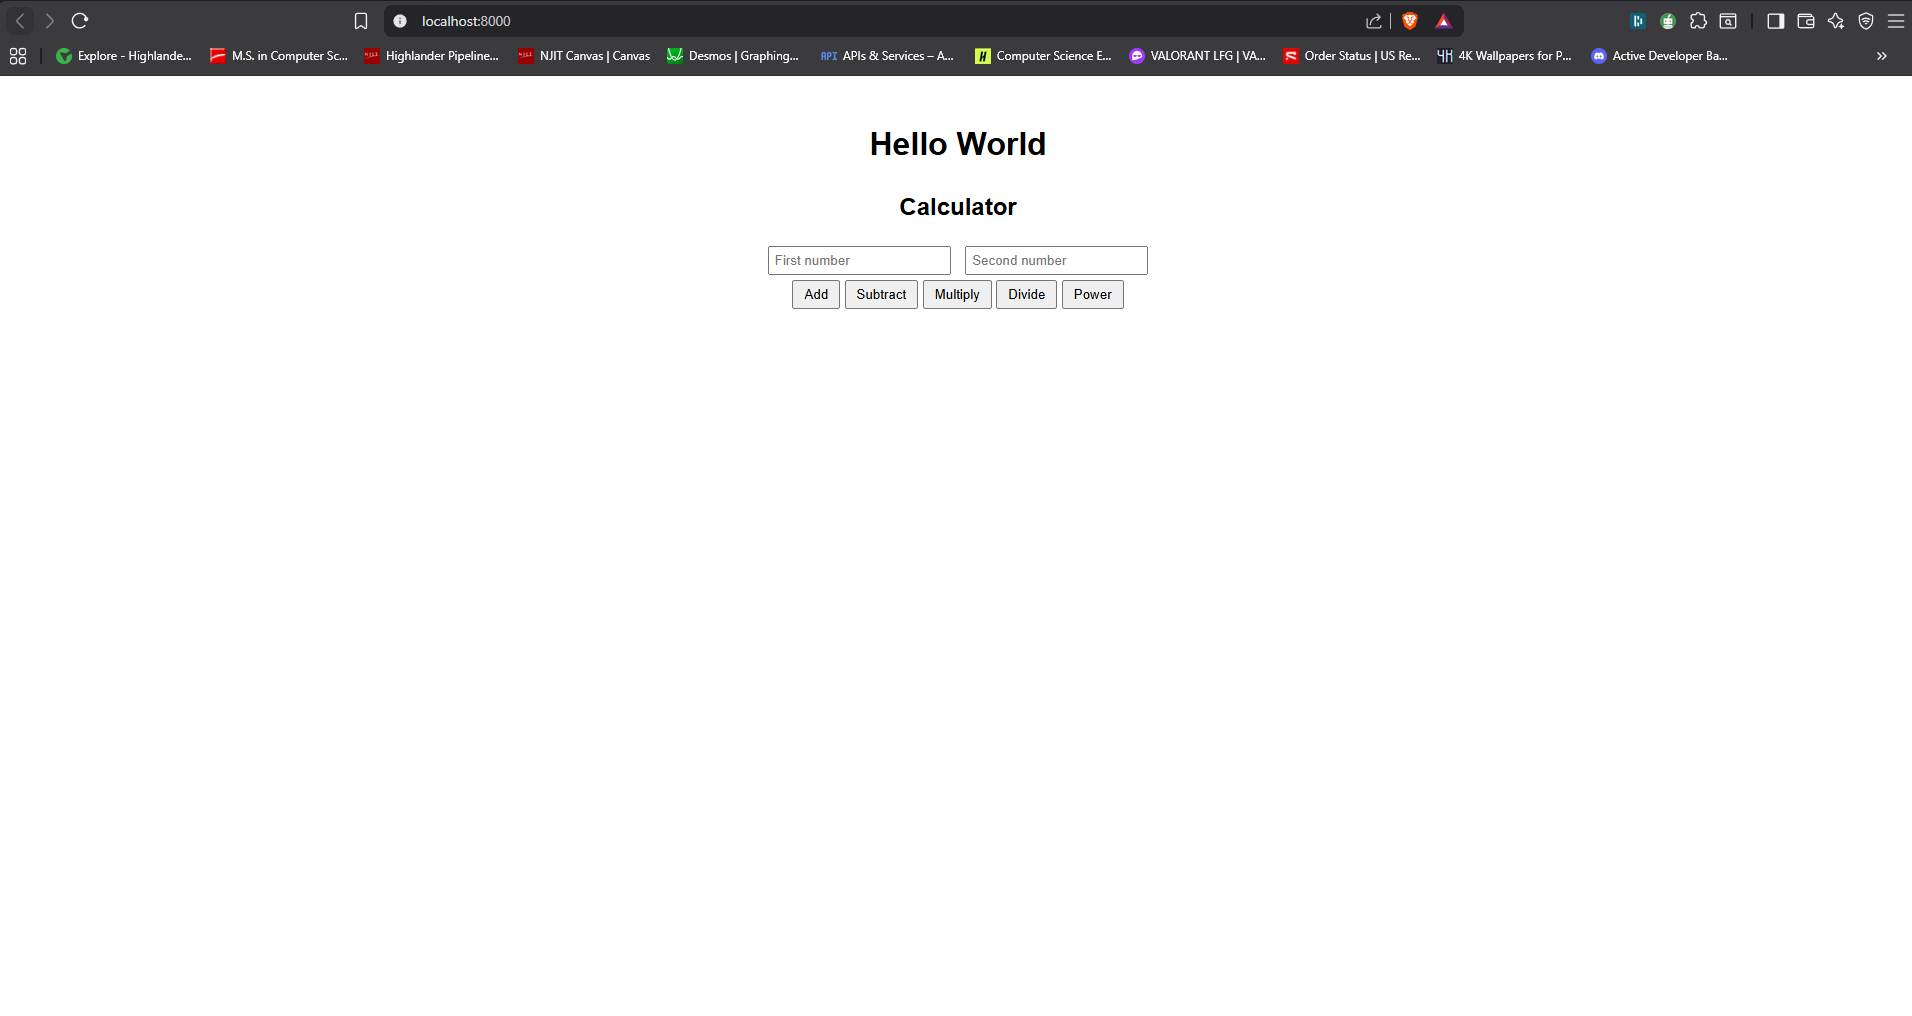 localhost:8000
Explore - Highlande... M.S. in Computer Sc... Highlander Pipeline... NJIT Canvas | Canvas Desmos | Graphing... API APIs & Services – A... Computer Science E... VALORANT LFG | VA... Order Status | US Re... 4K Wallpapers for P... Active Developer Ba...
Hello World
Calculator
First number Second number
Add Subtract Multiply Divide Power